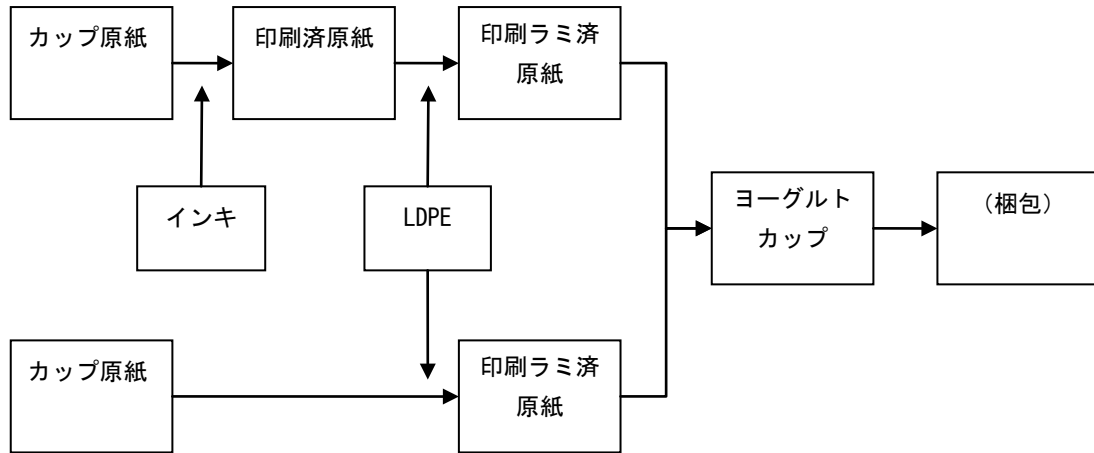 カップ原紙
印刷済原紙
印刷ラミ済
原紙
インキ
LDPE
ヨーグルト
カップ
（梱包）
カップ原紙
印刷ラミ済
原紙